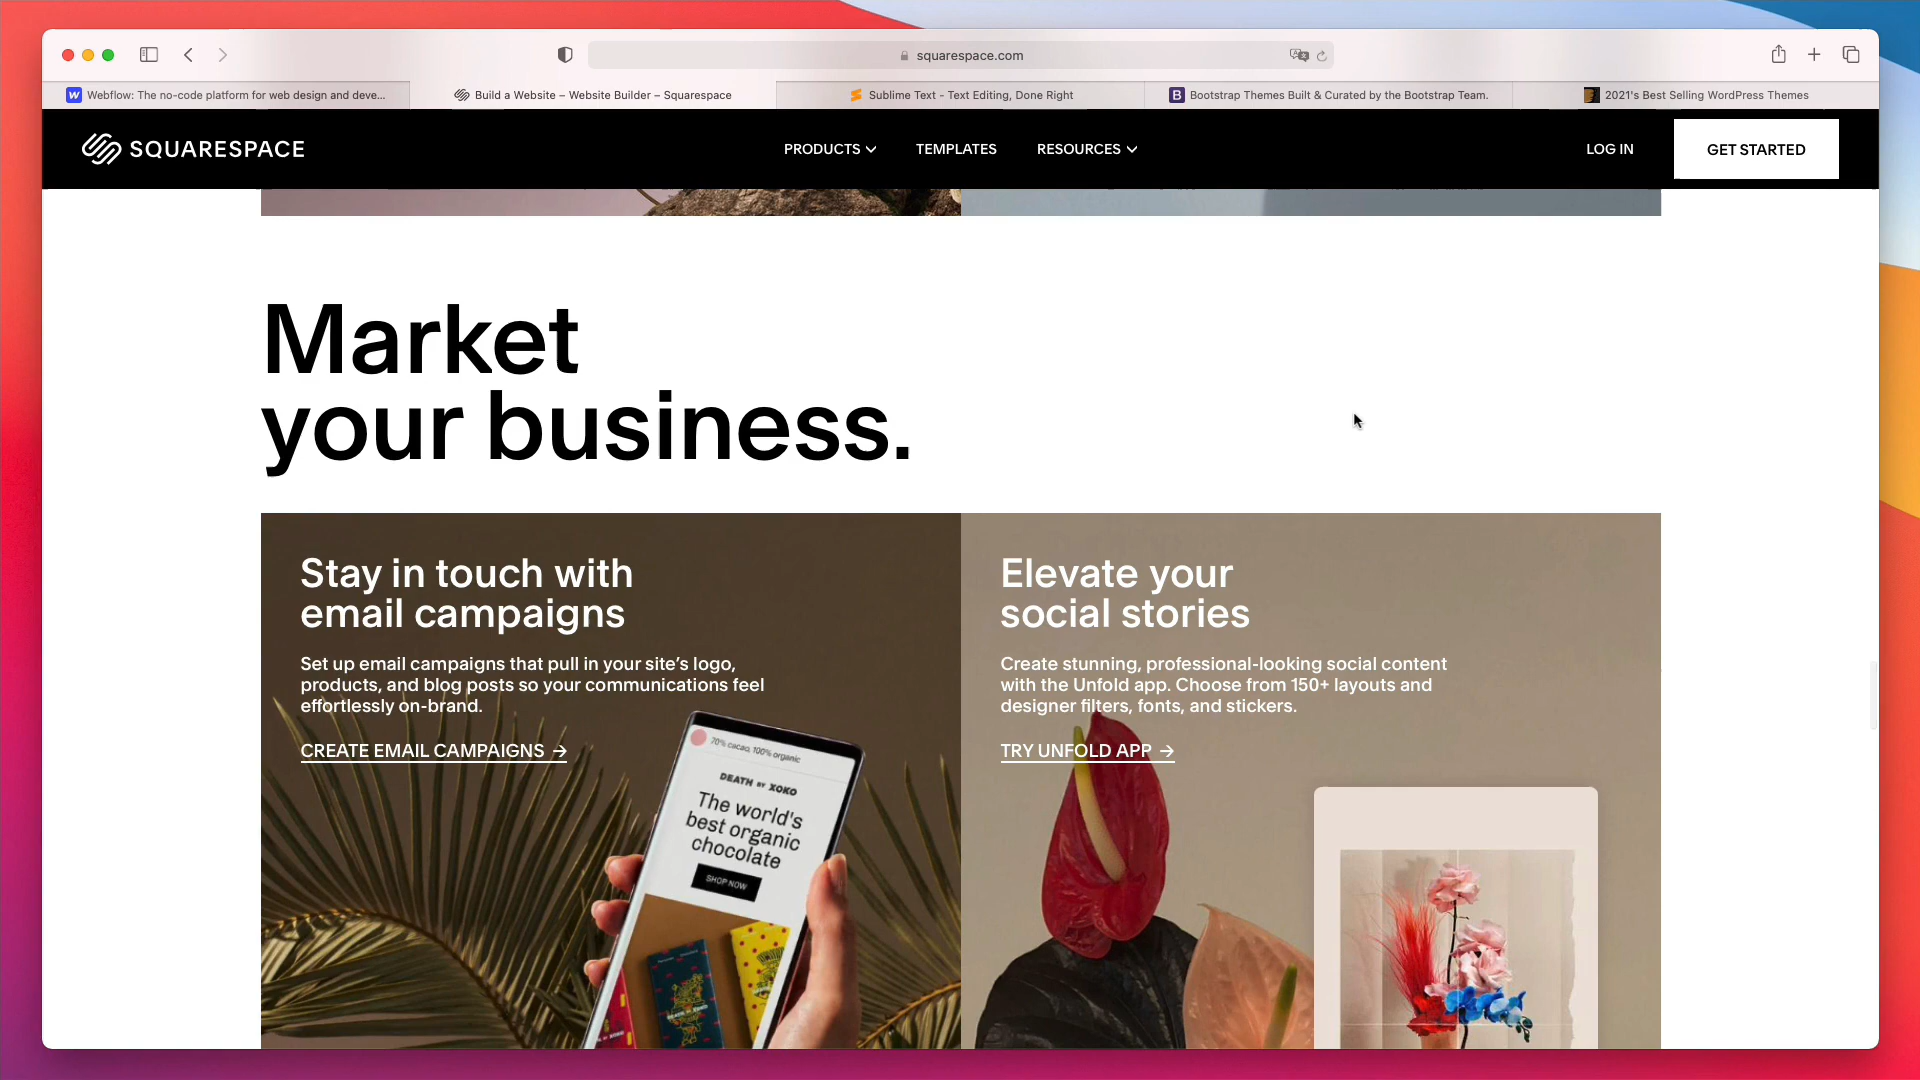 squarespace.com
Webflow: The no-code platform for web design and deve...
Build a Website – Website Builder – Squarespace
Sublime Text - Text Editing, Done Right
Bootstrap Themes Built & Curated by the Bootstrap Team.
2021's Best Selling WordPress Themes
SQUARESPACE
PRODUCTS
TEMPLATES
RESOURCES
LOG IN
GET STARTED
Market
your business.
Stay in touch with
email campaigns
Set up email campaigns that pull in your site’s logo,
products, and blog posts so your communications feel
effortlessly on-brand.
CREATE EMAIL CAMPAIGNS →
70% cacao, 100% organic
DEATH BY XOKO
The world's
best organic
chocolate
SHOP NOW
DEATH BY XOKO
Elevate your
social stories
Create stunning, professional-looking social content
with the Unfold app. Choose from 150+ layouts and
designer filters, fonts, and stickers.
TRY UNFOLD APP →